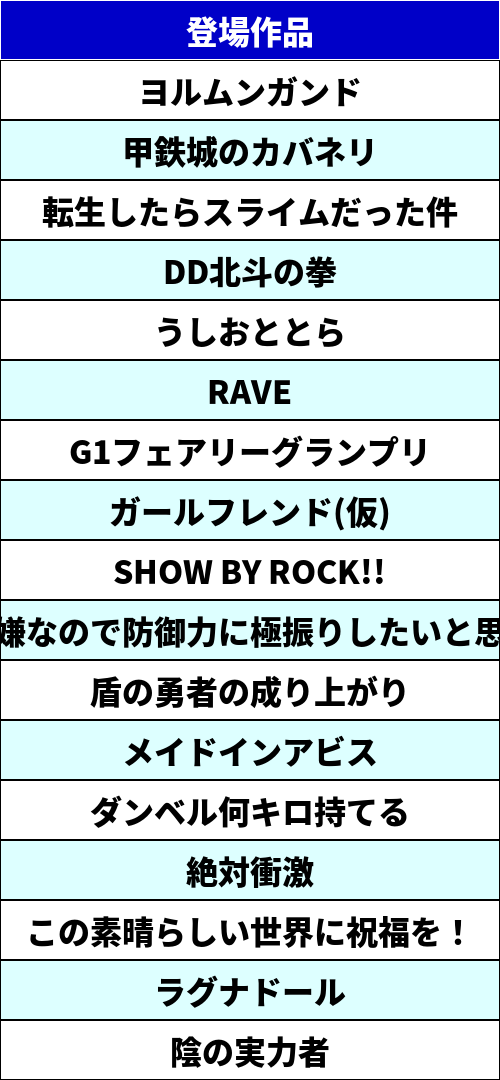 登場作品
ヨルムンガンド
甲鉄城のカバネリ
転生したらスライムだった件
DD北斗の拳
うしおととら
RAVE
G1フェアリーグランプリ
ガールフレンド(仮)
SHOW BY ROCK!!
嫌なので防御力に極振りしたいと思
盾の勇者の成り上がり
メイドインアビス
ダンベル何キロ持てる
絶対衝激
この素晴らしい世界に祝福を！
ラグナドール
陰の実力者